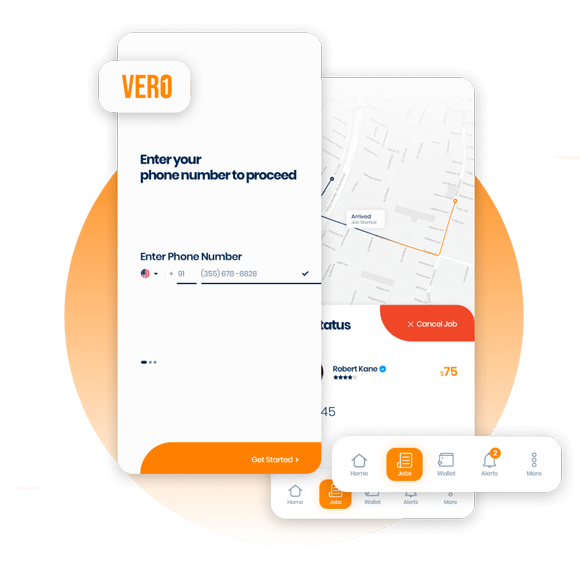 VERO
Enter your
phone number to proceed
Enter Phone Number
+ 91 (355) 678 - 6828
Get Started >
Arrived
Job Started
tatus
Cancel Job
Robert Kane
$75
45
Home
Jobs
Wallet
2
Alerts
More
Home
Jobs
Wallet
Alerts
More